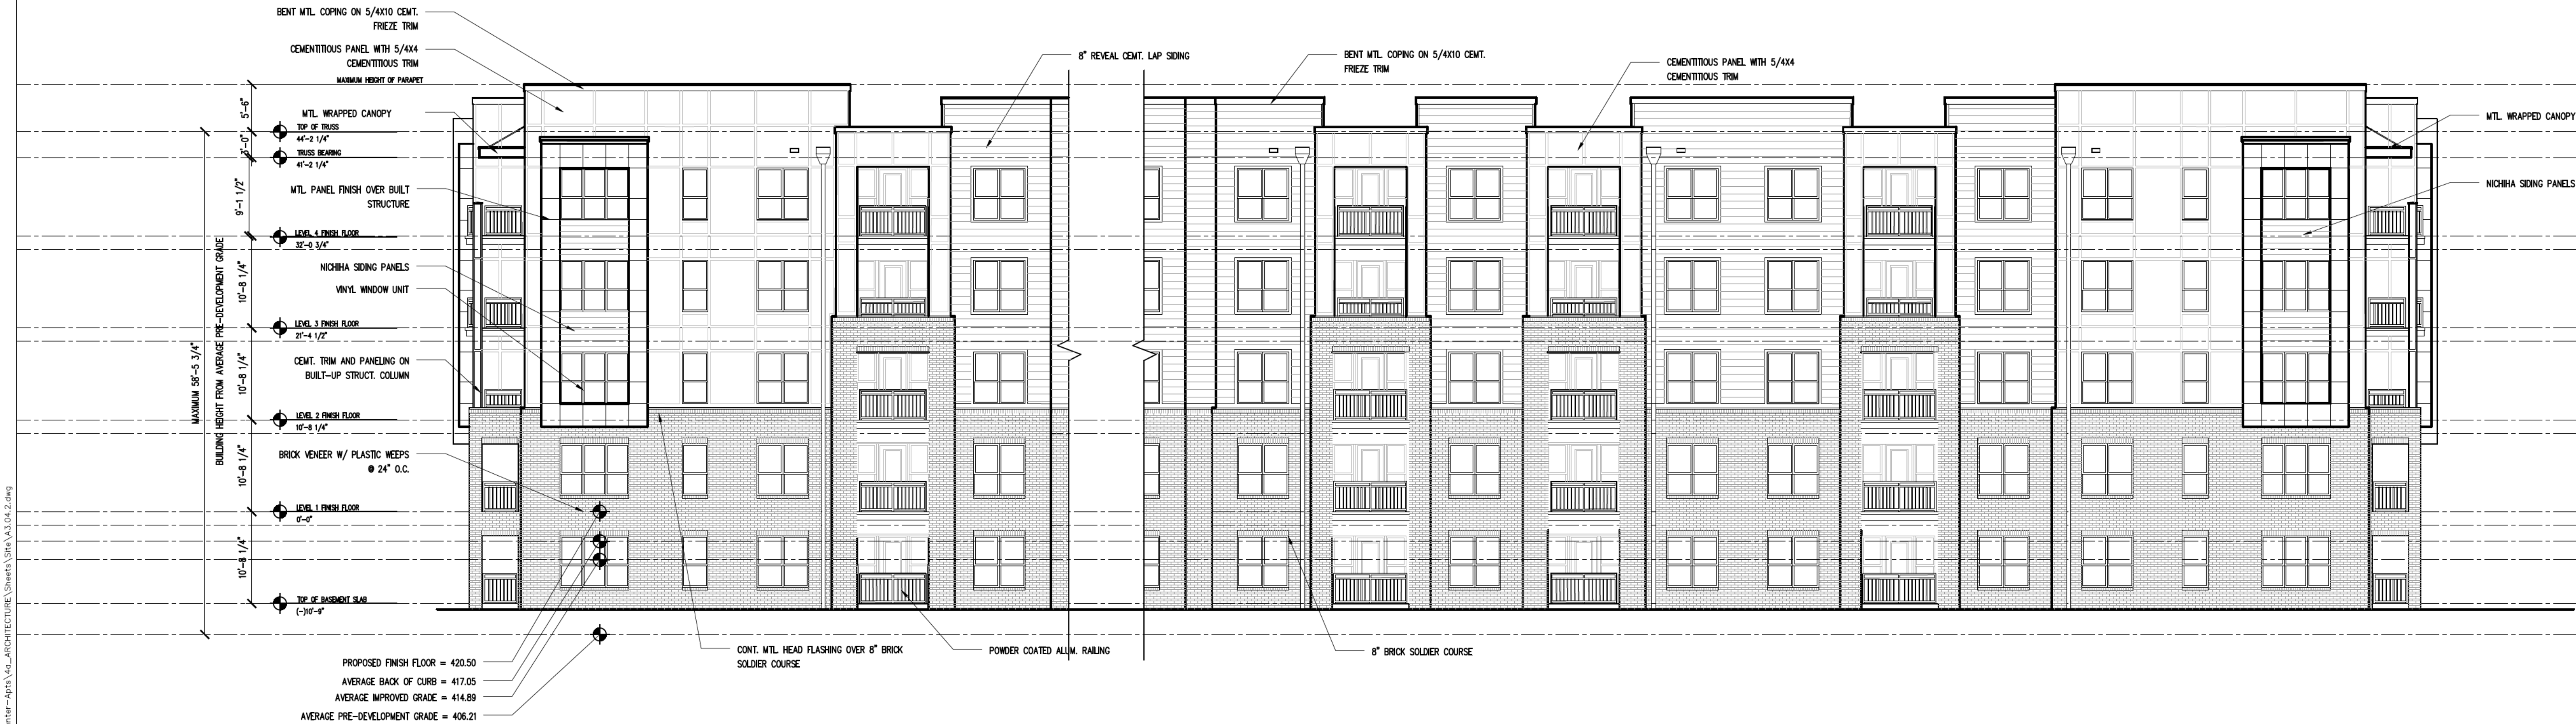 BENT MTL. COPING ON 5/4X10 CEMT.
FRIEZE TRIM
CEMENTITIOUS PANEL WITH 5/4X4
CEMENTITIOUS TRIM
MAXIMUM HEIGHT OF PARAPET
MTL. WRAPPED CANOPY
TOP OF TRUSS
44'-2 1/4"
TRUSS BEARING
41'-2 1/4"
MTL. PANEL FINISH OVER BUILT
STRUCTURE
LEVEL 4 FINISH FLOOR
32'-0 3/4"
NICHIHA SIDING PANELS
VINYL WINDOW UNIT
LEVEL 3 FINISH FLOOR
21'-4 1/2"
CEMT. TRIM AND PANELING ON
BUILT-UP STRUCT. COLUMN
LEVEL 2 FINISH FLOOR
10'-8 1/4"
BRICK VENEER W/ PLASTIC WEEPS
@ 24" O.C.
LEVEL 1 FINISH FLOOR
0'-0"
TOP OF BASEMENT SLAB
(-)10'-9"
5'-6"
3'-0"
9'-1 1/2"
10'-8 1/4"
10'-8 1/4"
10'-8 1/4"
10'-8 1/4"
MAXIMUM 58'-5 3/4"
BUILDING HEIGHT FROM AVERAGE PRE-DEVELOPMENT GRADE
PROPOSED FINISH FLOOR = 420.50
AVERAGE BACK OF CURB = 417.05
AVERAGE IMPROVED GRADE = 414.89
AVERAGE PRE-DEVELOPMENT GRADE = 406.21
CONT. MTL. HEAD FLASHING OVER 8" BRICK
SOLDIER COURSE
POWDER COATED ALUM. RAILING
8" REVEAL CEMT. LAP SIDING
BENT MTL. COPING ON 5/4X10 CEMT.
FRIEZE TRIM
CEMENTITIOUS PANEL WITH 5/4X4
CEMENTITIOUS TRIM
8" BRICK SOLDIER COURSE
MTL. WRAPPED CANOPY
NICHIHA SIDING PANELS
nter-Apts\4a_ARCHITECTURE\Sheets\Site\A3.04.2.dwg